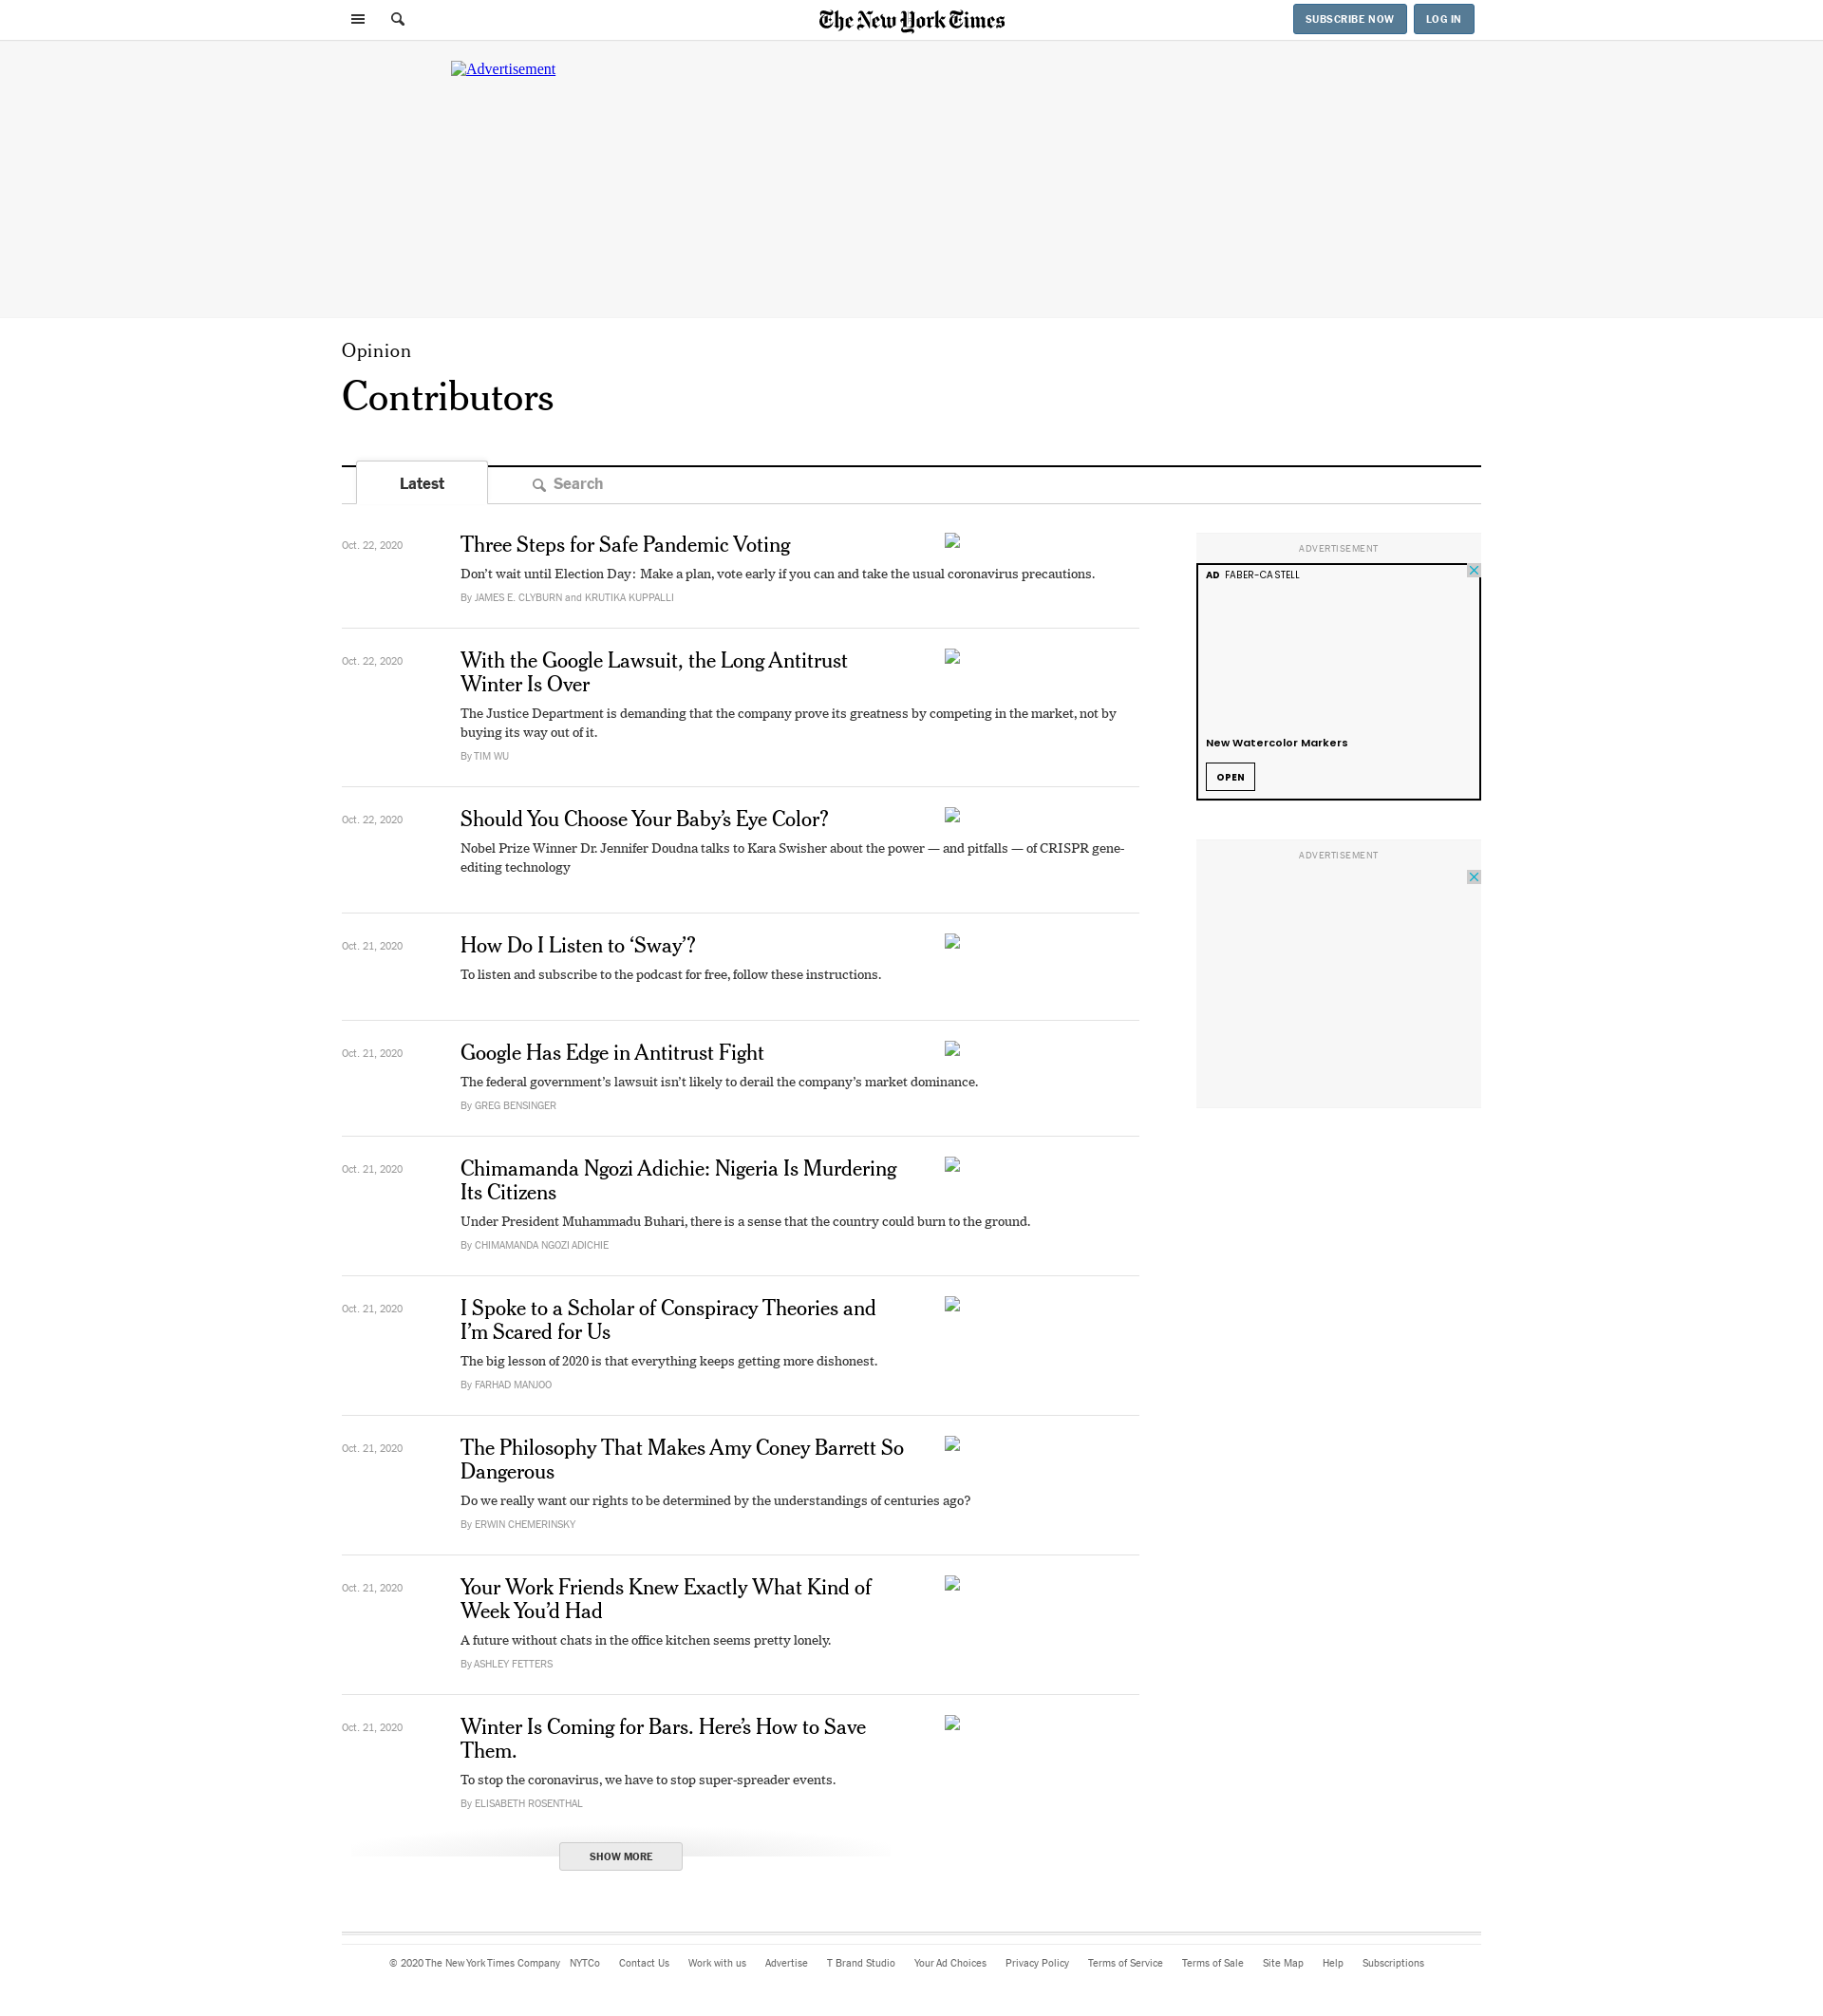 The New York Times
SUBSCRIBE NOW
LOG IN
Advertisement
Opinion
Contributors
Latest
Search
Oct. 22, 2020
Three Steps for Safe Pandemic Voting
Don’t wait until Election Day: Make a plan, vote early if you can and take the usual coronavirus precautions.
By JAMES E. CLYBURN and KRUTIKA KUPPALLI
Oct. 22, 2020
With the Google Lawsuit, the Long Antitrust
Winter Is Over
The Justice Department is demanding that the company prove its greatness by competing in the market, not by
buying its way out of it.
By TIM WU
Oct. 22, 2020
Should You Choose Your Baby’s Eye Color?
Nobel Prize Winner Dr. Jennifer Doudna talks to Kara Swisher about the power — and pitfalls — of CRISPR gene-
editing technology
Oct. 21, 2020
How Do I Listen to ‘Sway’?
To listen and subscribe to the podcast for free, follow these instructions.
Oct. 21, 2020
Google Has Edge in Antitrust Fight
The federal government’s lawsuit isn’t likely to derail the company’s market dominance.
By GREG BENSINGER
Oct. 21, 2020
Chimamanda Ngozi Adichie: Nigeria Is Murdering
Its Citizens
Under President Muhammadu Buhari, there is a sense that the country could burn to the ground.
By CHIMAMANDA NGOZI ADICHIE
Oct. 21, 2020
I Spoke to a Scholar of Conspiracy Theories and
I’m Scared for Us
The big lesson of 2020 is that everything keeps getting more dishonest.
By FARHAD MANJOO
Oct. 21, 2020
The Philosophy That Makes Amy Coney Barrett So
Dangerous
Do we really want our rights to be determined by the understandings of centuries ago?
By ERWIN CHEMERINSKY
Oct. 21, 2020
Your Work Friends Knew Exactly What Kind of
Week You’d Had
A future without chats in the office kitchen seems pretty lonely.
By ASHLEY FETTERS
Oct. 21, 2020
Winter Is Coming for Bars. Here’s How to Save
Them.
To stop the coronavirus, we have to stop super-spreader events.
By ELISABETH ROSENTHAL
SHOW MORE
ADVERTISEMENT
AD FABER-CASTELL
New Watercolor Markers
OPEN
ADVERTISEMENT
© 2020 The New York Times Company NYTCo Contact Us Work with us Advertise T Brand Studio Your Ad Choices Privacy Policy Terms of Service Terms of Sale Site Map Help Subscriptions